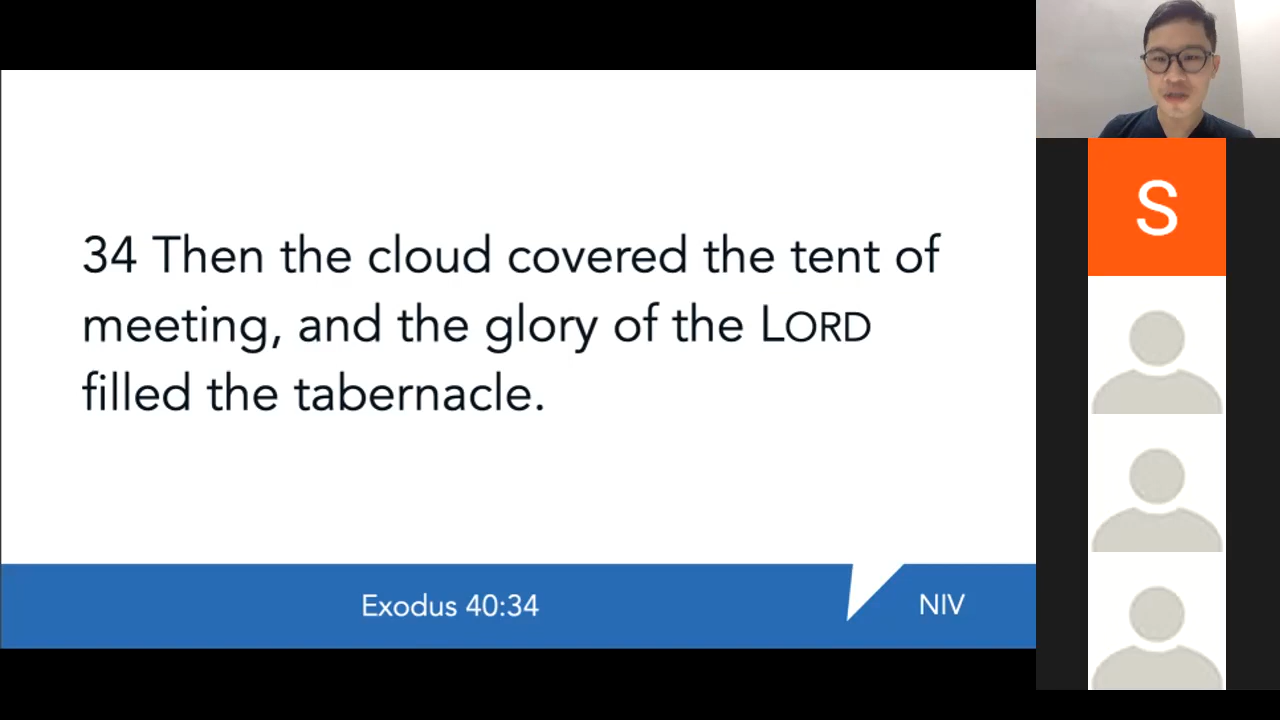 34 Then the cloud covered the tent of
meeting, and the glory of the LORD
filled the tabernacle.
Exodus 40:34
NIV
S